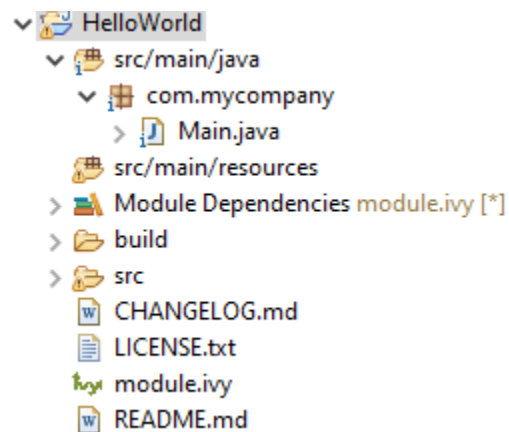 HelloWorld
src/main/java
com.mycompany
Main.java
src/main/resources
Module Dependencies module.ivy [*]
build
src
CHANGELOG.md
LICENSE.txt
module.ivy
README.md